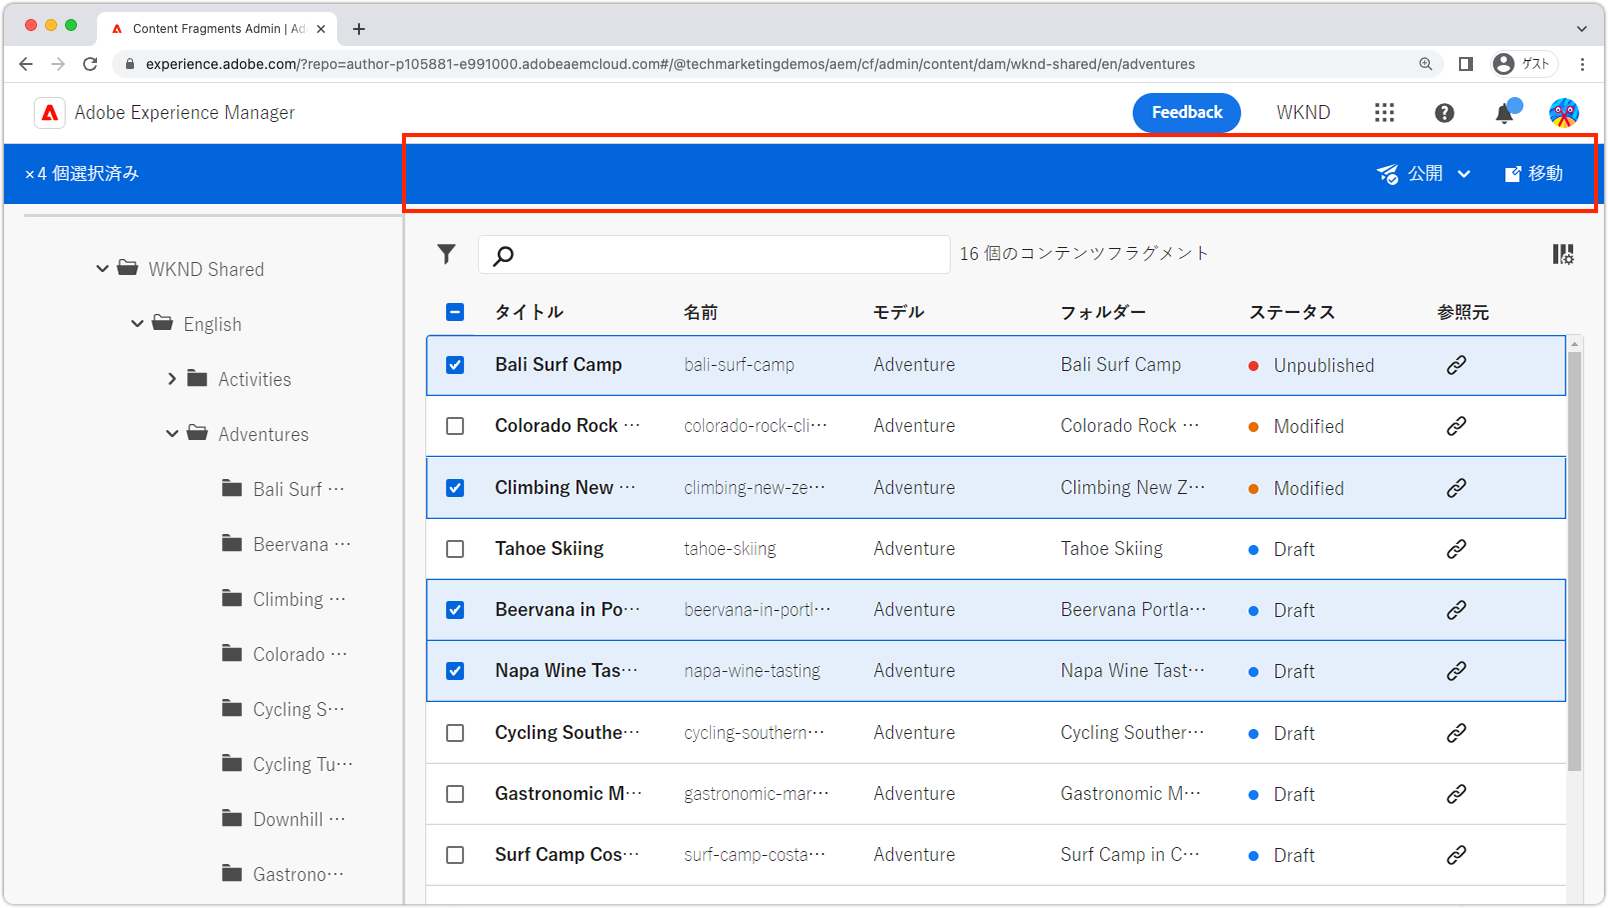 Content Fragments Admin | Ad
experience.adobe.com/?repo=author-p105881-e991000.adobeaemcloud.com#/@techmarketingdemos/aem/cf/admin/content/dam/wknd-shared/en/adventures
ゲスト
Adobe Experience Manager
Feedback
WKND
×4 個選択済み
公開
移動
16 個のコンテンツフラグメント
WKND Shared
English
Activities
Adventures
Bali Surf ···
Beervana ···
Climbing ···
Colorado ···
Cycling S···
Cycling Tu···
Downhill ···
Gastrono···
タイトル 名前 モデル フォルダー ステータス 参照元
Bali Surf Camp bali-surf-camp Adventure Bali Surf Camp Unpublished
Colorado Rock ··· colorado-rock-cli··· Adventure Colorado Rock ··· Modified
Climbing New ··· climbing-new-ze··· Adventure Climbing New Z··· Modified
Tahoe Skiing tahoe-skiing Adventure Tahoe Skiing Draft
Beervana in Po··· beervana-in-portl··· Adventure Beervana Portla··· Draft
Napa Wine Tas··· napa-wine-tasting Adventure Napa Wine Tast··· Draft
Cycling Southe··· cycling-southern··· Adventure Cycling Souther··· Draft
Gastronomic M··· gastronomic-mar··· Adventure Gastronomic M··· Draft
Surf Camp Cos··· surf-camp-costa··· Adventure Surf Camp in C··· Draft